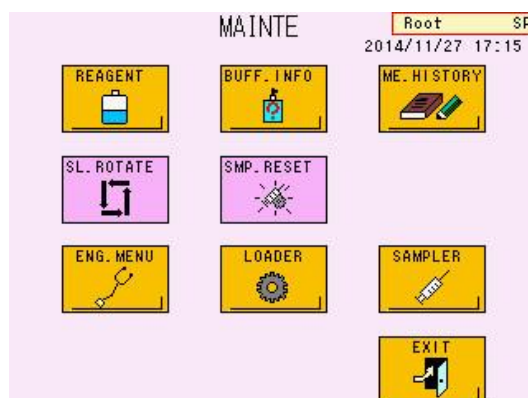 MAINTE
Root SP
2014/11/27 17:15
REAGENT
BUFF.INFO
ME.HISTORY
SL.ROTATE
SMP.RESET
ENG.MENU
LOADER
SAMPLER
EXIT